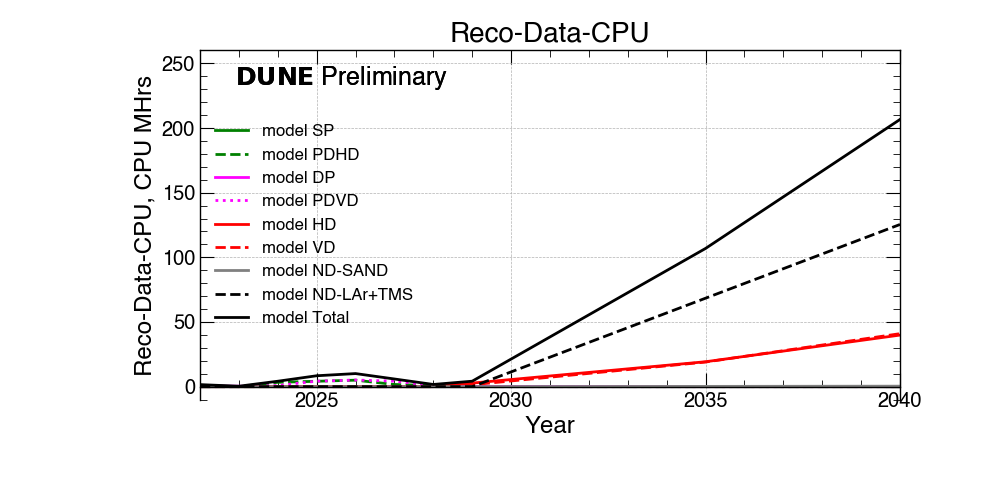 Reco-Data-CPU
DUNE Preliminary
Reco-Data-CPU, CPU MHrs
250
200
150
100
50
0
model SP
model PDHD
model DP
model PDVD
model HD
model VD
model ND-SAND
model ND-LAr+TMS
model Total
2025 2030 2035 2040
Year